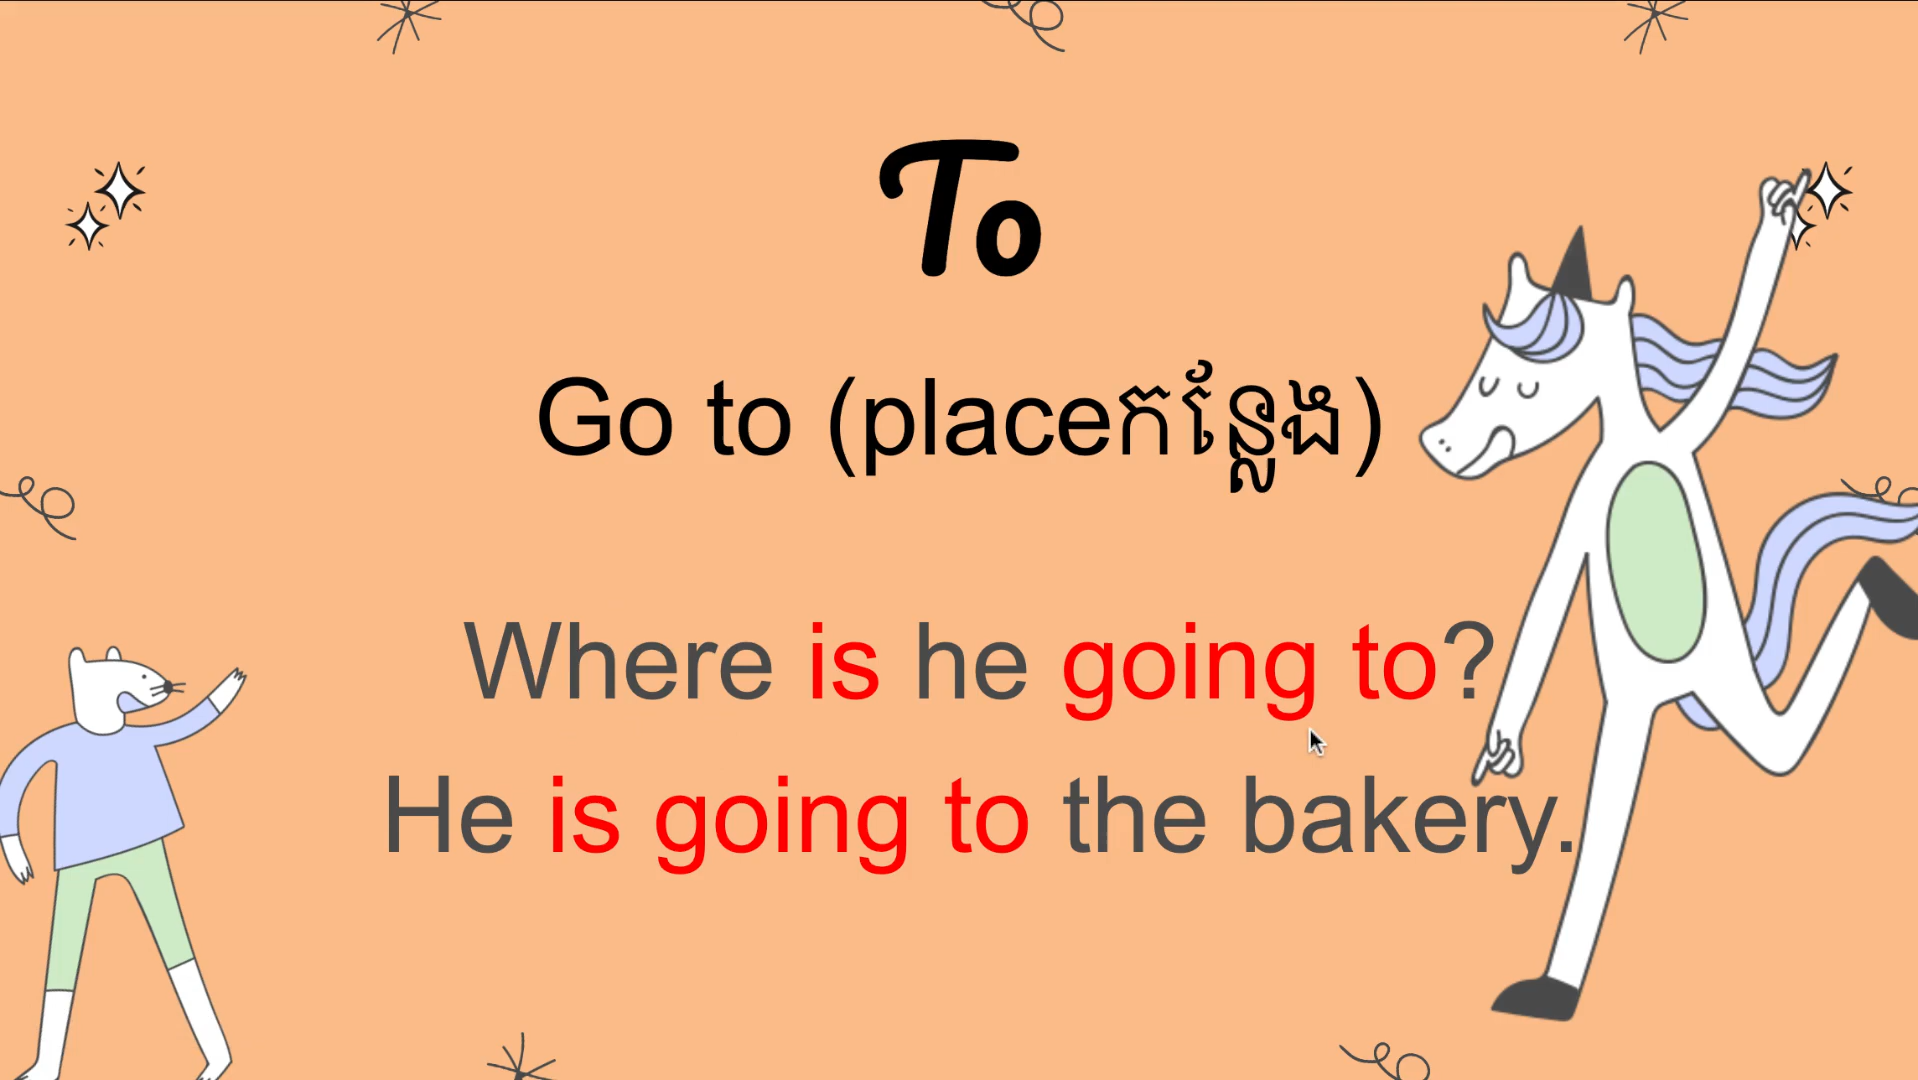 To
Go to (placeកន្លែង)
Where is he going to?
He is going to the bakery.